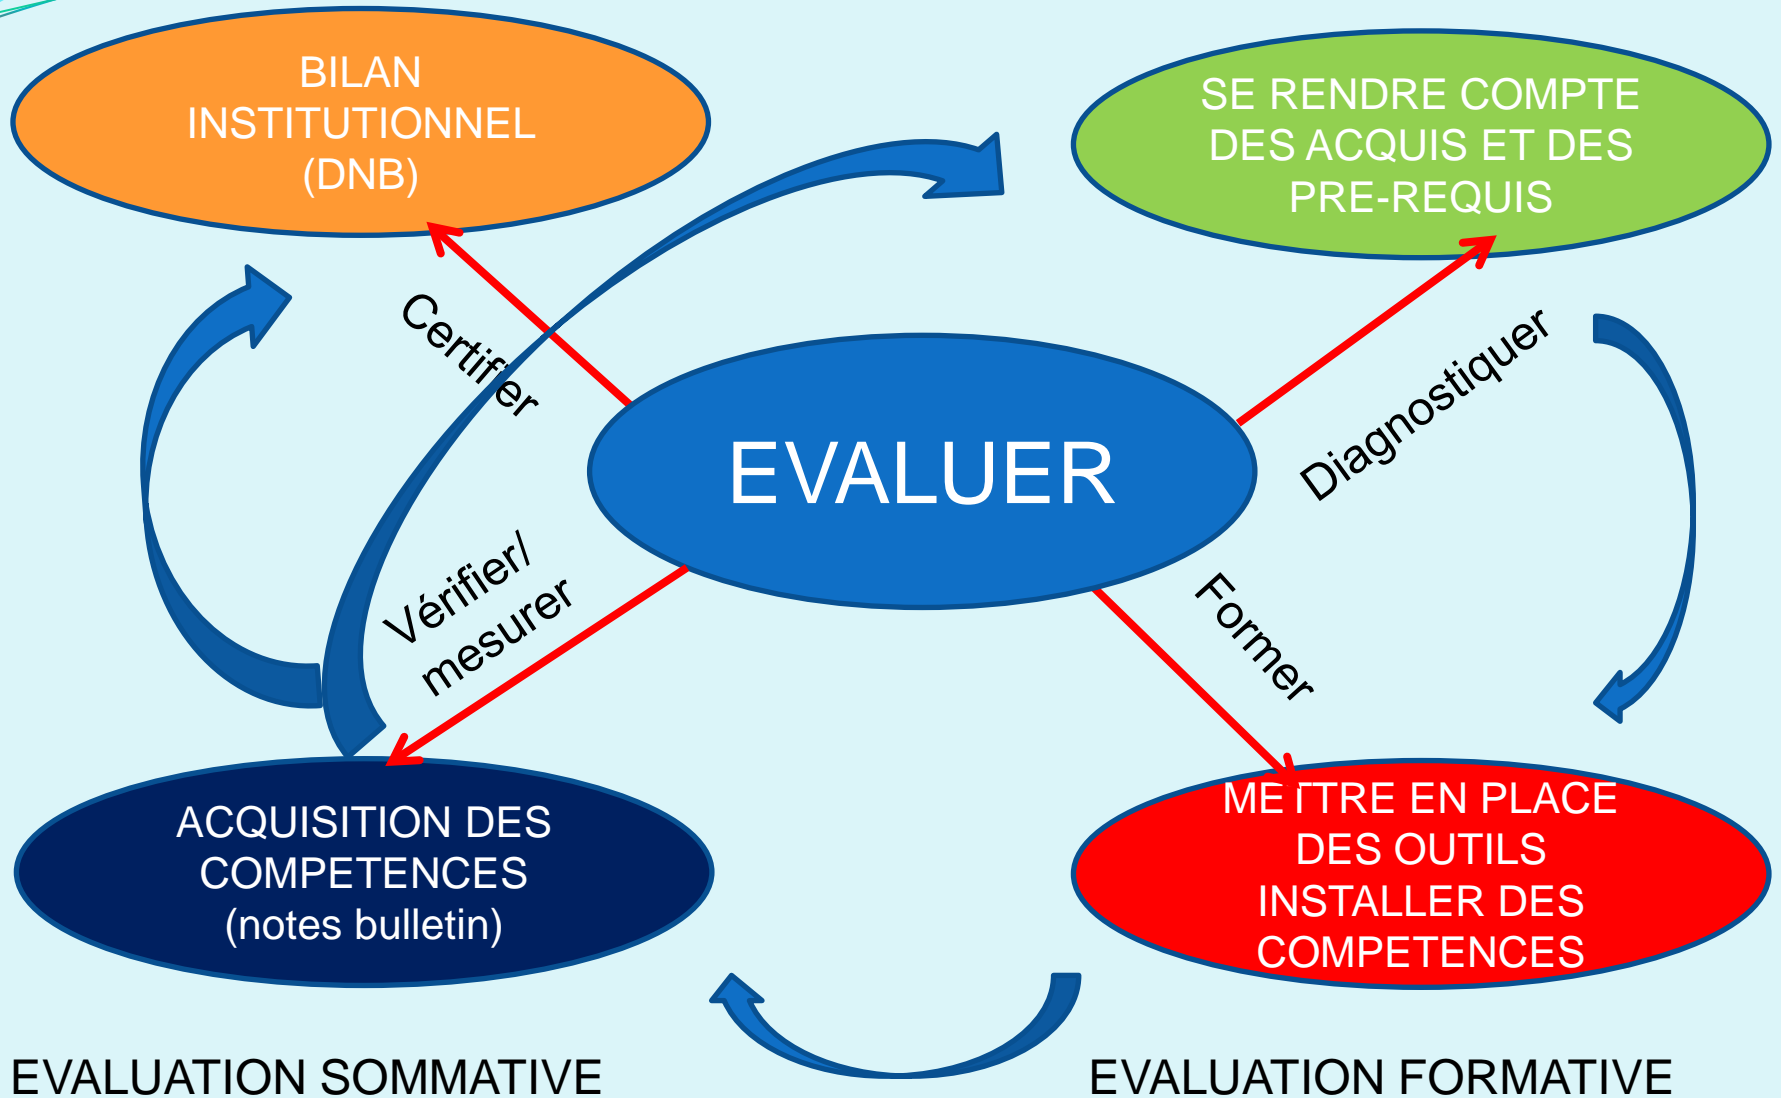 BILAN
INSTITUTIONNEL
(DNB)
SE RENDRE COMPTE
DES ACQUIS ET DES
PRE-REQUIS
Certifier
Diagnostiquer
EVALUER
Vérifier/
mesurer
Former
ACQUISITION DES
COMPETENCES
(notes bulletin)
METTRE EN PLACE
DES OUTILS
INSTALLER DES
COMPETENCES
EVALUATION SOMMATIVE
EVALUATION FORMATIVE